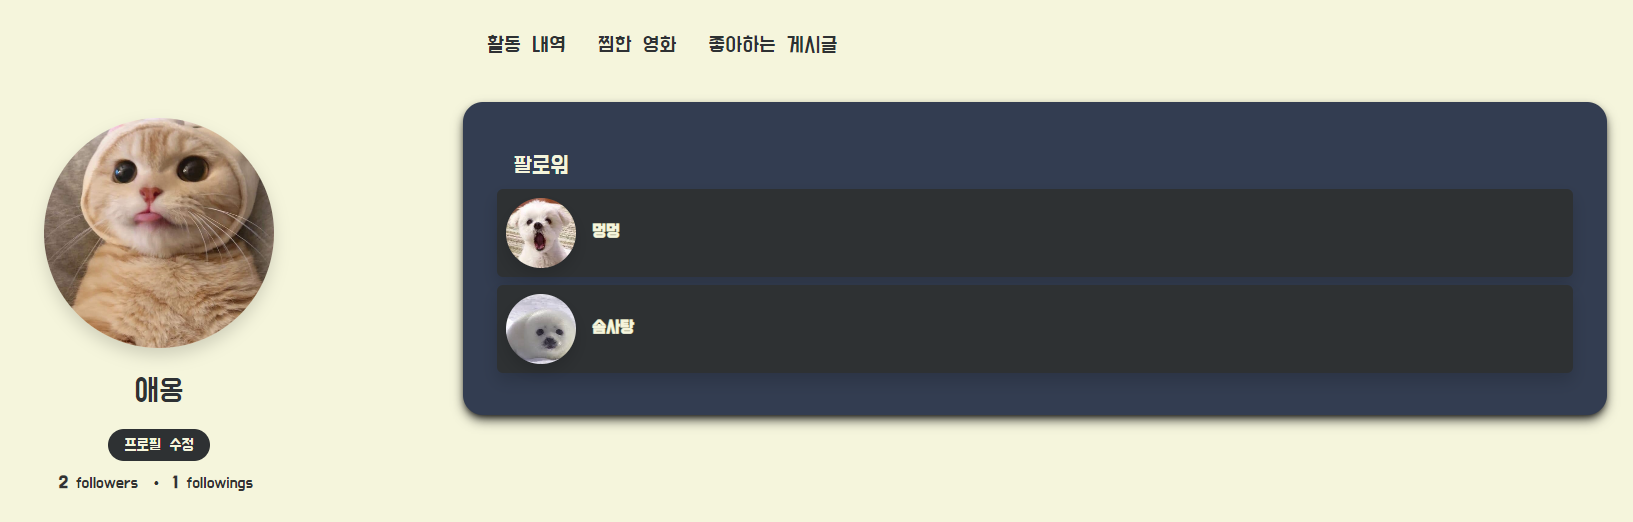 활동 내역 찜한 영화 좋아하는 게시글
팔로워
멍멍
솜사탕
애옹
프로필 수정
2 followers • 1 followings